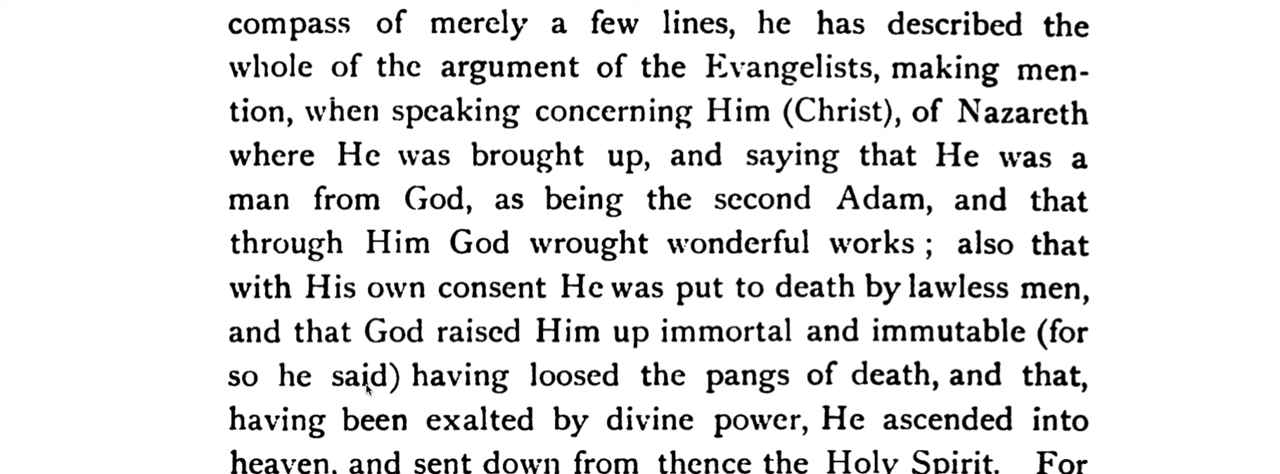 compass of merely a few lines, he has described the
whole of the argument of the Evangelists, making men-
tion, when speaking concerning Him (Christ), of Nazareth
where He was brought up, and saying that He was a
man from God, as being the second Adam, and that
through Him God wrought wonderful works ; also that
with His own consent He was put to death by lawless men,
and that God raised Him up immortal and immutable (for
so he said) having loosed the pangs of death, and that,
having been exalted by divine power, He ascended into
heaven, and sent down from thence the Holy Spirit. For